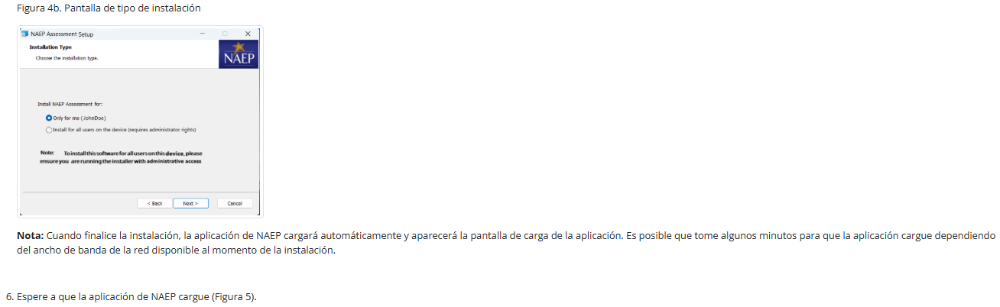 Figura 4b. Pantalla de tipo de instalación
NAEP Assessment Setup
Installation Type
Choose the installation type.
NAEP
Install NAEP Assessment for:
Only for me (JohnDoe)
Install for all users on the device (requires administrator rights)
Note: To install this software for all users on this device, please
ensure you are running the installer with administrative access
< Back
Next >
Cancel
Nota: Cuando finalice la instalación, la aplicación de NAEP cargará automáticamente y aparecerá la pantalla de carga de la aplicación. Es posible que tome algunos minutos para que la aplicación cargue dependiendo
del ancho de banda de la red disponible al momento de la instalación.
6. Espere a que la aplicación de NAEP cargue (Figura 5).